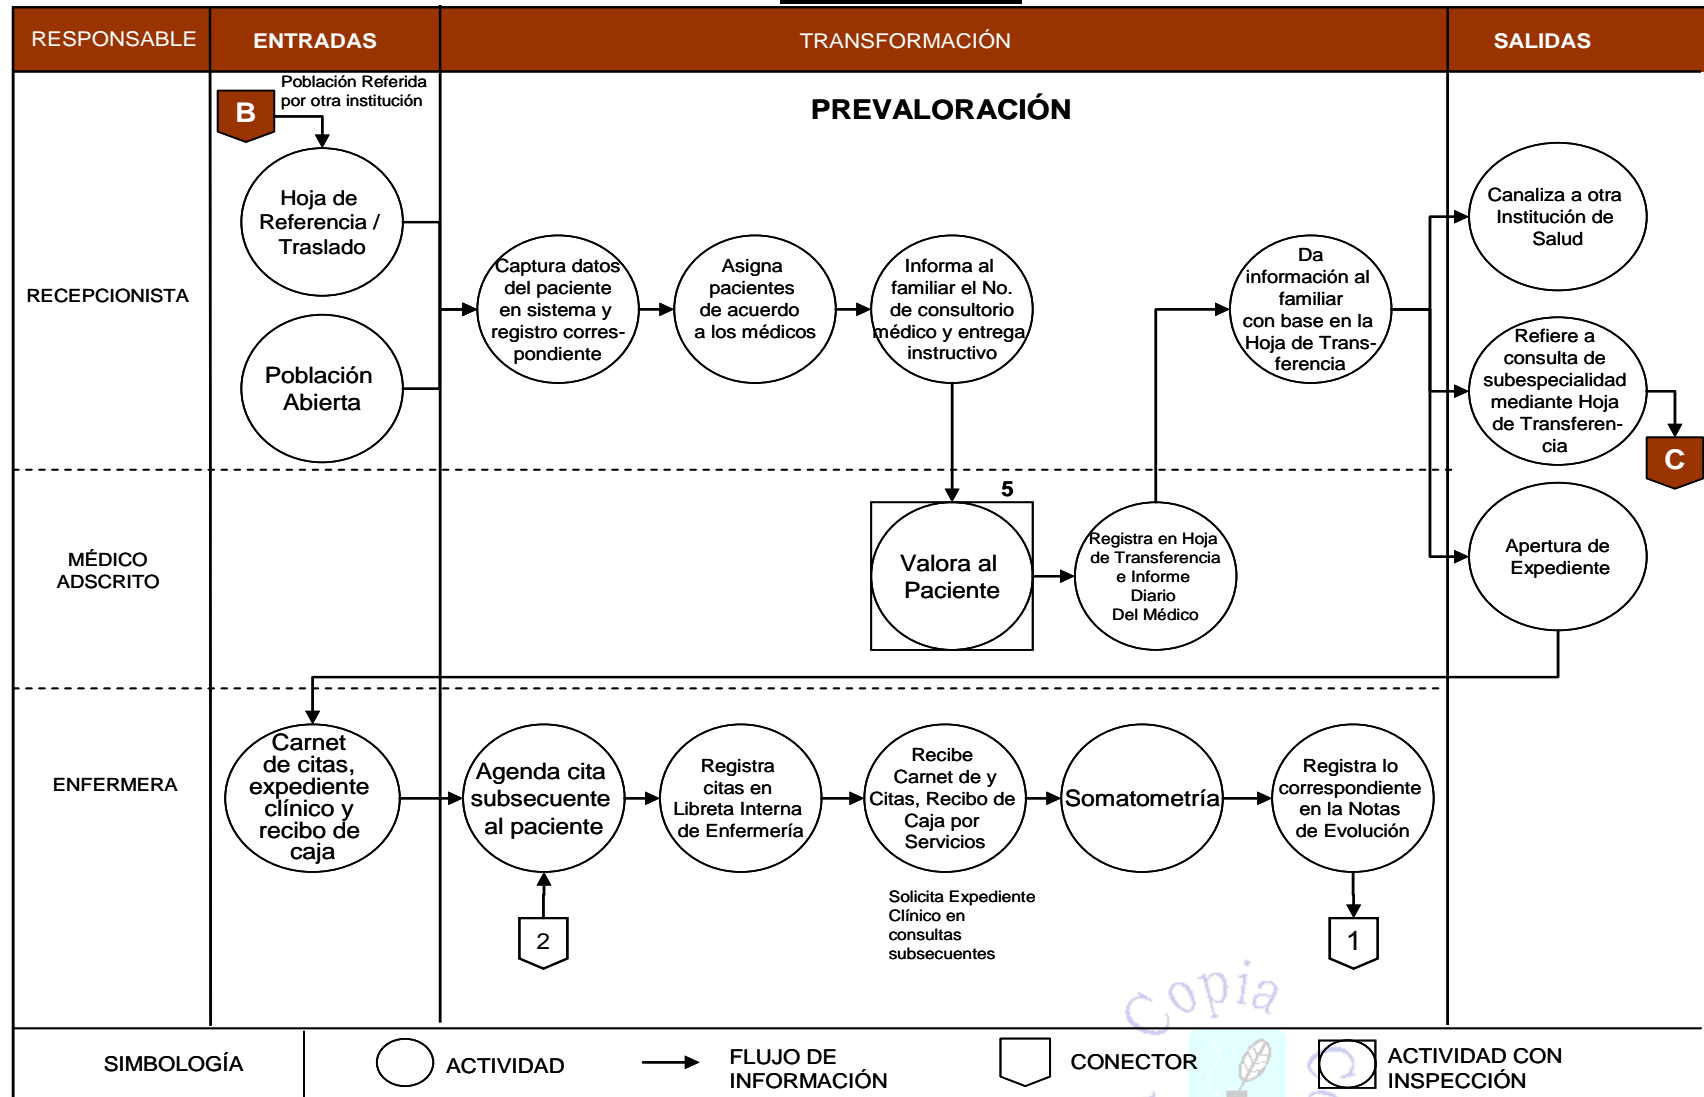 RESPONSABLE
ENTRADAS
TRANSFORMACIÓN
SALIDAS
Población Referida
por otra institución
B
PREVALORACIÓN
RECEPCIONISTA
Hoja de
Referencia /
Traslado
Población
Abierta
Captura datos
del paciente
en sistema y
registro corres-
pondiente
Asigna
pacientes
de acuerdo
a los médicos
Informa al
familiar el No.
de consultorio
médico y entrega
instructivo
Da
información al
familiar
con base en la
Hoja de Trans-
ferencia
Canaliza a otra
Institución de
Salud
Refiere a
consulta de
subespecialidad
mediante Hoja
de Transferen-
cia
C
MÉDICO
ADSCRITO
5
Valora al
Paciente
Registra en Hoja
de Transferencia
e Informe
Diario
Del Médico
Apertura de
Expediente
ENFERMERA
Carnet
de citas,
expediente
clínico y
recibo de
caja
Agenda cita
subsecuente
al paciente
Registra
citas en
Libreta Interna
de Enfermería
Recibe
Carnet de y
Citas, Recibo de
Caja por
Servicios
Somatometría
Registra lo
correspondiente
en la Notas
de Evolución
2
Solicita Expediente
Clínico en
consultas
subsecuentes
1
Copia
SIMBOLOGÍA
ACTIVIDAD
FLUJO DE
INFORMACIÓN
CONECTOR
ACTIVIDAD CON
INSPECCIÓN